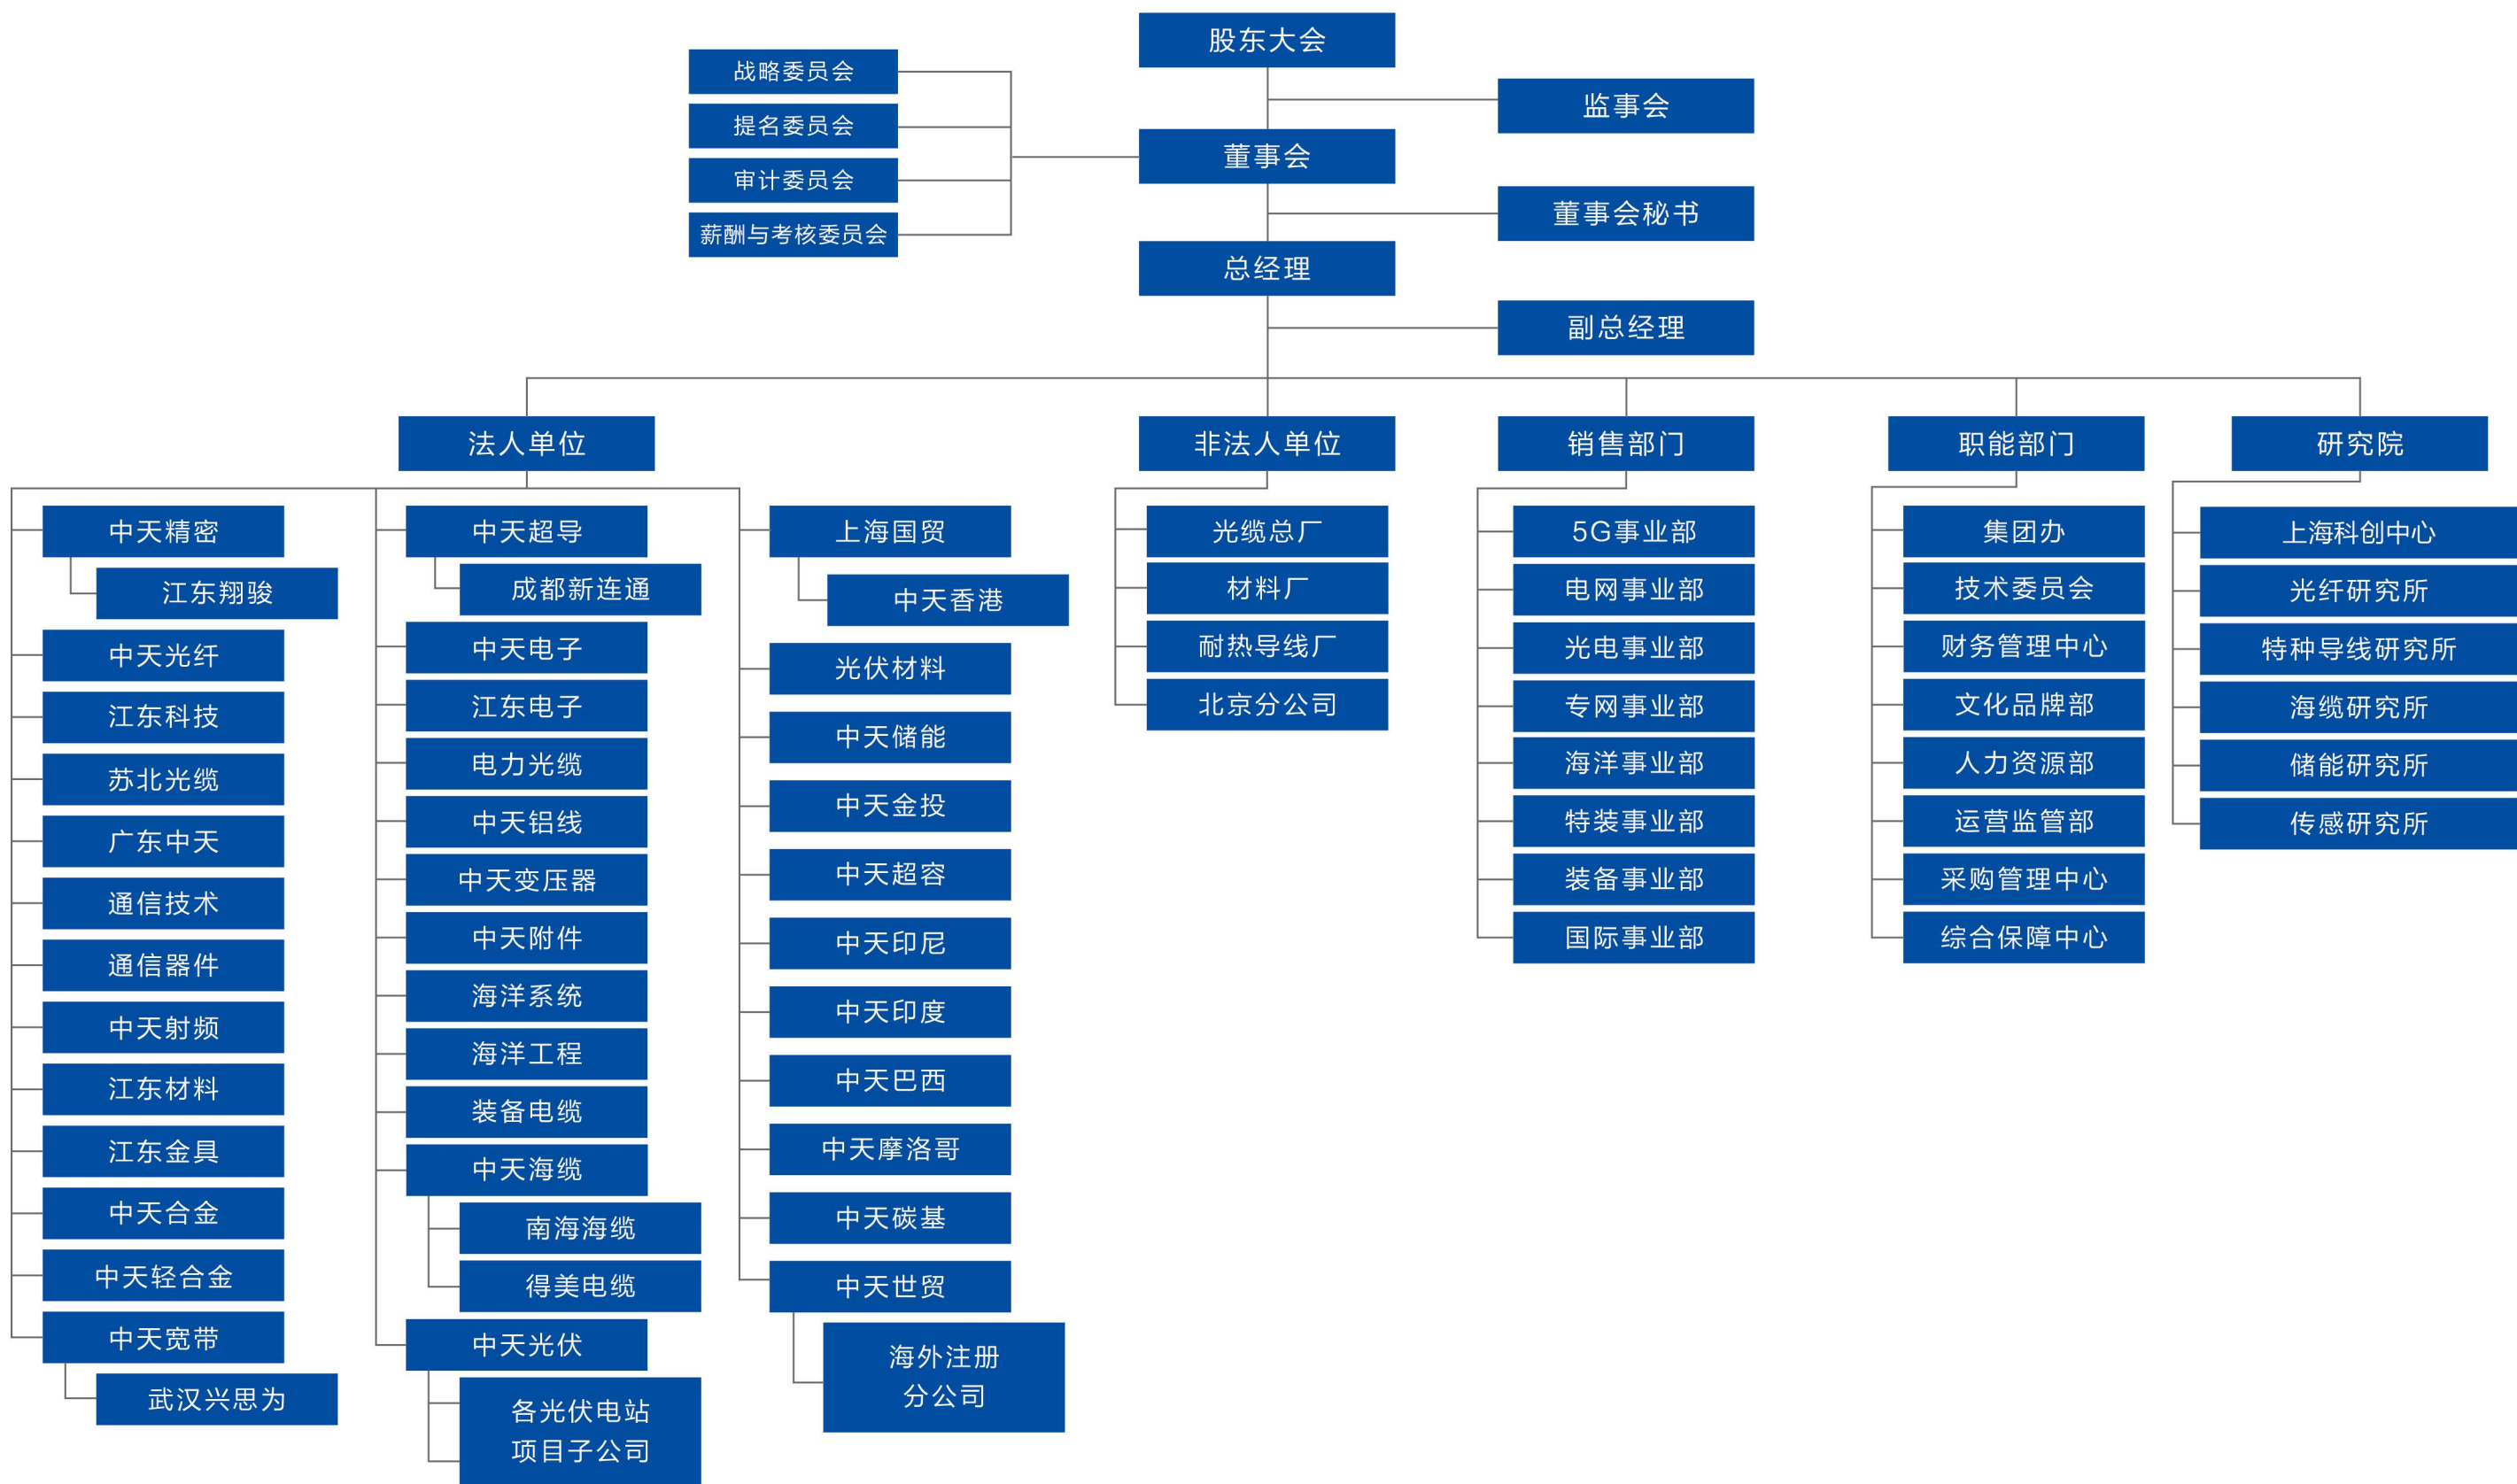 股东大会
战略委员会
提名委员会
审计委员会
薪酬与考核委员会
监事会
董事会
董事会秘书
总经理
副总经理
法人单位
非法人单位
销售部门
职能部门
研究院
中天精密
江东翔骏
中天光纤
江东科技
苏北光缆
广东中天
通信技术
通信器件
中天射频
江东材料
江东金具
中天合金
中天轻合金
中天宽带
武汉兴思为
中天超导
成都新连通
中天电子
江东电子
电力光缆
中天铝线
中天变压器
中天附件
海洋系统
海洋工程
装备电缆
中天海缆
南海海缆
得美电缆
中天光伏
各光伏电站
项目子公司
上海国贸
中天香港
光伏材料
中天储能
中天金投
中天超容
中天印尼
中天印度
中天巴西
中天摩洛哥
中天碳基
中天世贸
海外注册
分公司
光缆总厂
材料厂
耐热导线厂
北京分公司
5G事业部
电网事业部
光电事业部
专网事业部
海洋事业部
特装事业部
装备事业部
国际事业部
集团办
技术委员会
财务管理中心
文化品牌部
人力资源部
运营监管部
采购管理中心
综合保障中心
上海科创中心
光纤研究所
特种导线研究所
海缆研究所
储能研究所
传感研究所